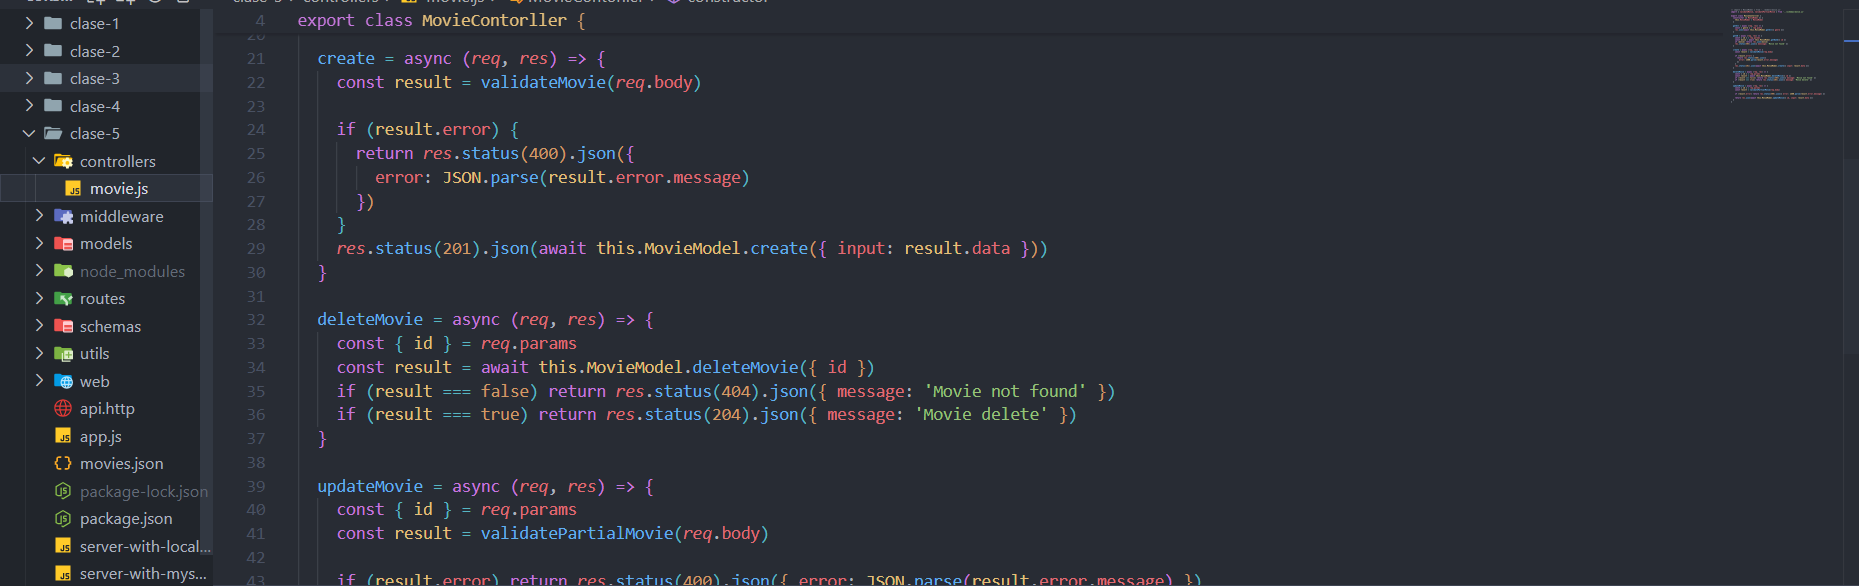 clase-1
clase-2
clase-3
clase-4
clase-5
controllers
movie.js
middleware
models
node_modules
routes
schemas
utils
web
api.http
app.js
movies.json
package-lock.json
package.json
server-with-local...
server-with-mys...
4 export class MovieContorller {
21 create = async (req, res) => {
22 const result = validateMovie(req.body)
23
24 if (result.error) {
25 return res.status(400).json({
26 error: JSON.parse(result.error.message)
27 })
28 }
29 res.status(201).json(await this.MovieModel.create({ input: result.data }))
30 }
31
32 deleteMovie = async (req, res) => {
33 const { id } = req.params
34 const result = await this.MovieModel.deleteMovie({ id })
35 if (result === false) return res.status(404).json({ message: 'Movie not found' })
36 if (result === true) return res.status(204).json({ message: 'Movie delete' })
37 }
38
39 updateMovie = async (req, res) => {
40 const { id } = req.params
41 const result = validatePartialMovie(req.body)
42
43 if (result.error) return res.status(400).json({ error: JSON.parse(result.error.message) })